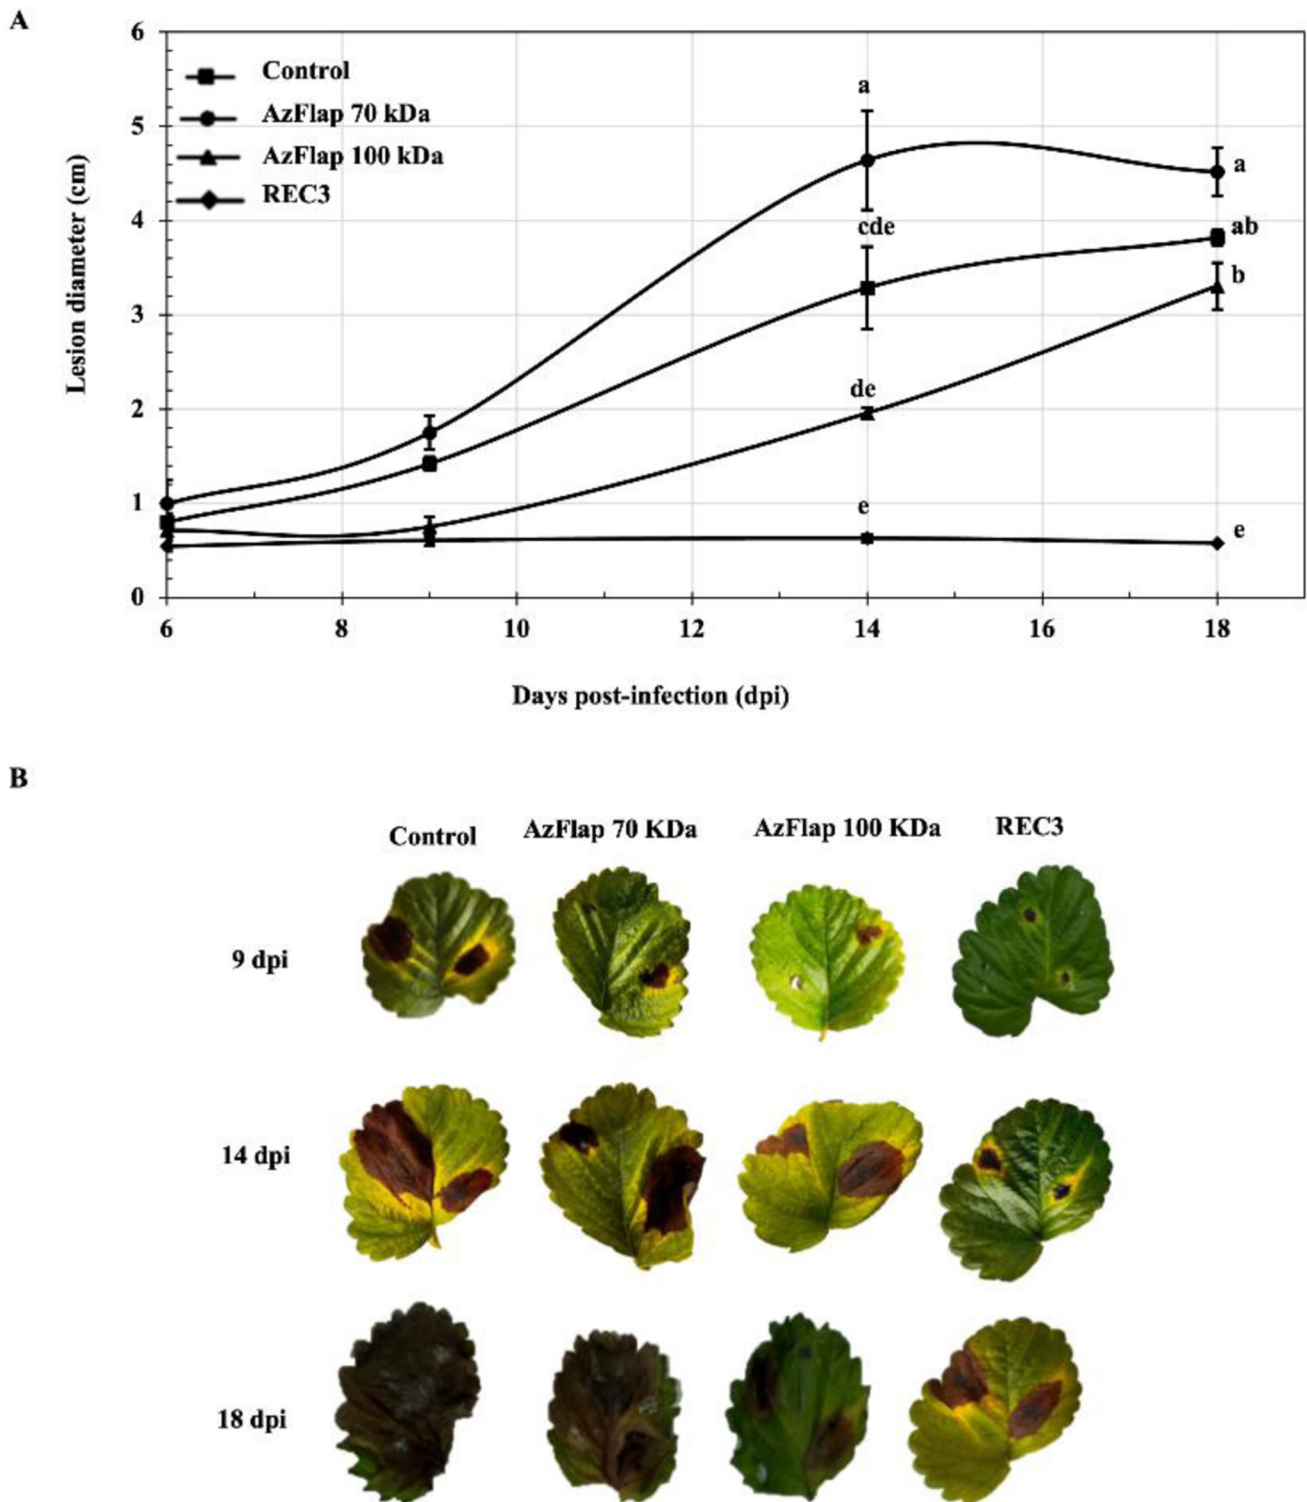 A
6
5
4
3
2
1
0
Lesion diameter (cm)
Control
AzFlap 70 kDa
AzFlap 100 kDa
REC3
a
a
cde
ab
b
de
e
e
6 8 10 12 14 16 18
Days post-infection (dpi)
B
Control AzFlap 70 KDa AzFlap 100 KDa REC3
9 dpi
14 dpi
18 dpi